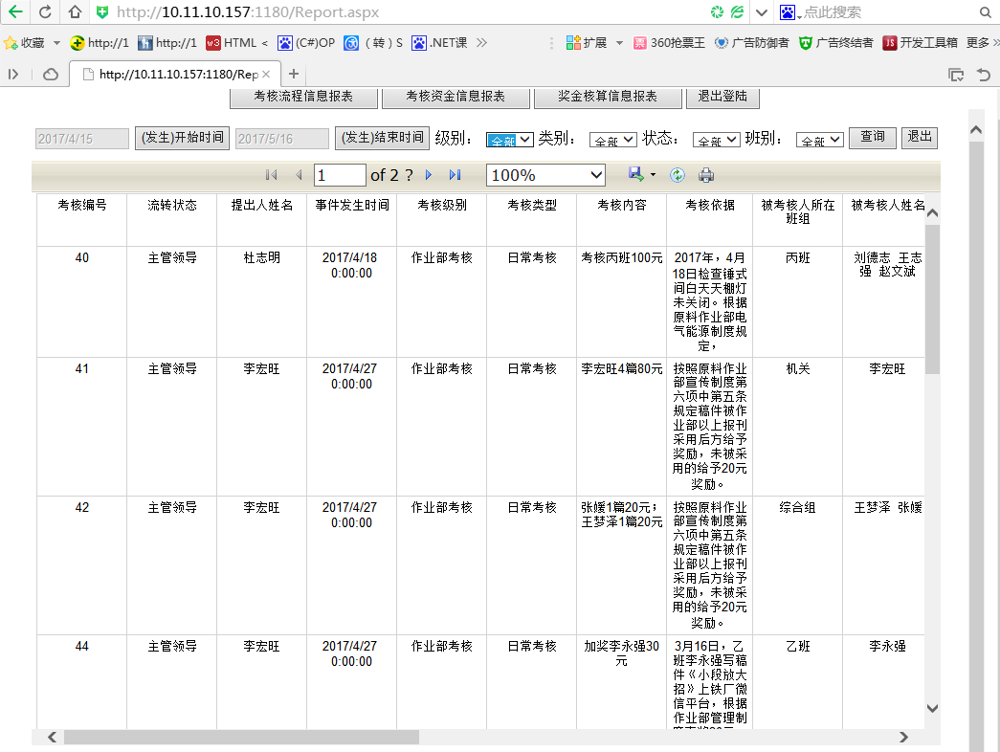 http://10.11.10.157:1180/Report.aspx 点此搜索
收藏 http://1 http://1 HTML < (C#)OP （转）S .NET课 扩展 360抢票王 广告防御者 广告终结者 开发工具箱 更多
http://10.11.10.157:1180/Rep
考核流程信息报表 考核资金信息报表 奖金核算信息报表 退出登陆
2017/4/15 (发生)开始时间 2017/5/16 (发生)结束时间 级别： 全部 类别： 全部 状态： 全部 班别： 全部 查询 退出
1 of 2 ? 100%
考核编号 流转状态 提出人姓名 事件发生时间 考核级别 考核类型 考核内容 考核依据 被考核人所在 被考核人姓名
班组
40 主管领导 杜志明 2017/4/18 作业部考核 日常考核 考核丙班100元 2017年，4月 丙班 刘德志 王志
0:00:00 18日检查锤式 强 赵文斌
间白天天棚灯
未关闭。根据
原料作业部电
气能源制度规
定，
41 主管领导 李宏旺 2017/4/27 作业部考核 日常考核 李宏旺4篇80元 按照原料作业 机关 李宏旺
0:00:00 部宣传制度第
六项中第五条
规定稿件被作
业部以上报刊
采用后方给予
奖励，未被采
用的给予20元
奖励。
42 主管领导 李宏旺 2017/4/27 作业部考核 日常考核 张媛1篇20元； 按照原料作业 综合组 王梦泽 张媛
0:00:00 王梦泽1篇20元 部宣传制度第
六项中第五条
规定稿件被作
业部以上报刊
采用后方给予
奖励，未被采
用的给予20元
奖励。
44 主管领导 李宏旺 2017/4/27 作业部考核 日常考核 加奖李永强30 3月16日，乙 乙班 李永强
0:00:00 元 班李永强写稿
件《小段放大
招》上铁厂微
信平台，根据
作业部管理制